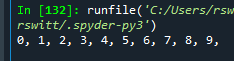 In [132]: runfile('C:/Users/rsw
rswitt/.spyder-py3')
0, 1, 2, 3, 4, 5, 6, 7, 8, 9,